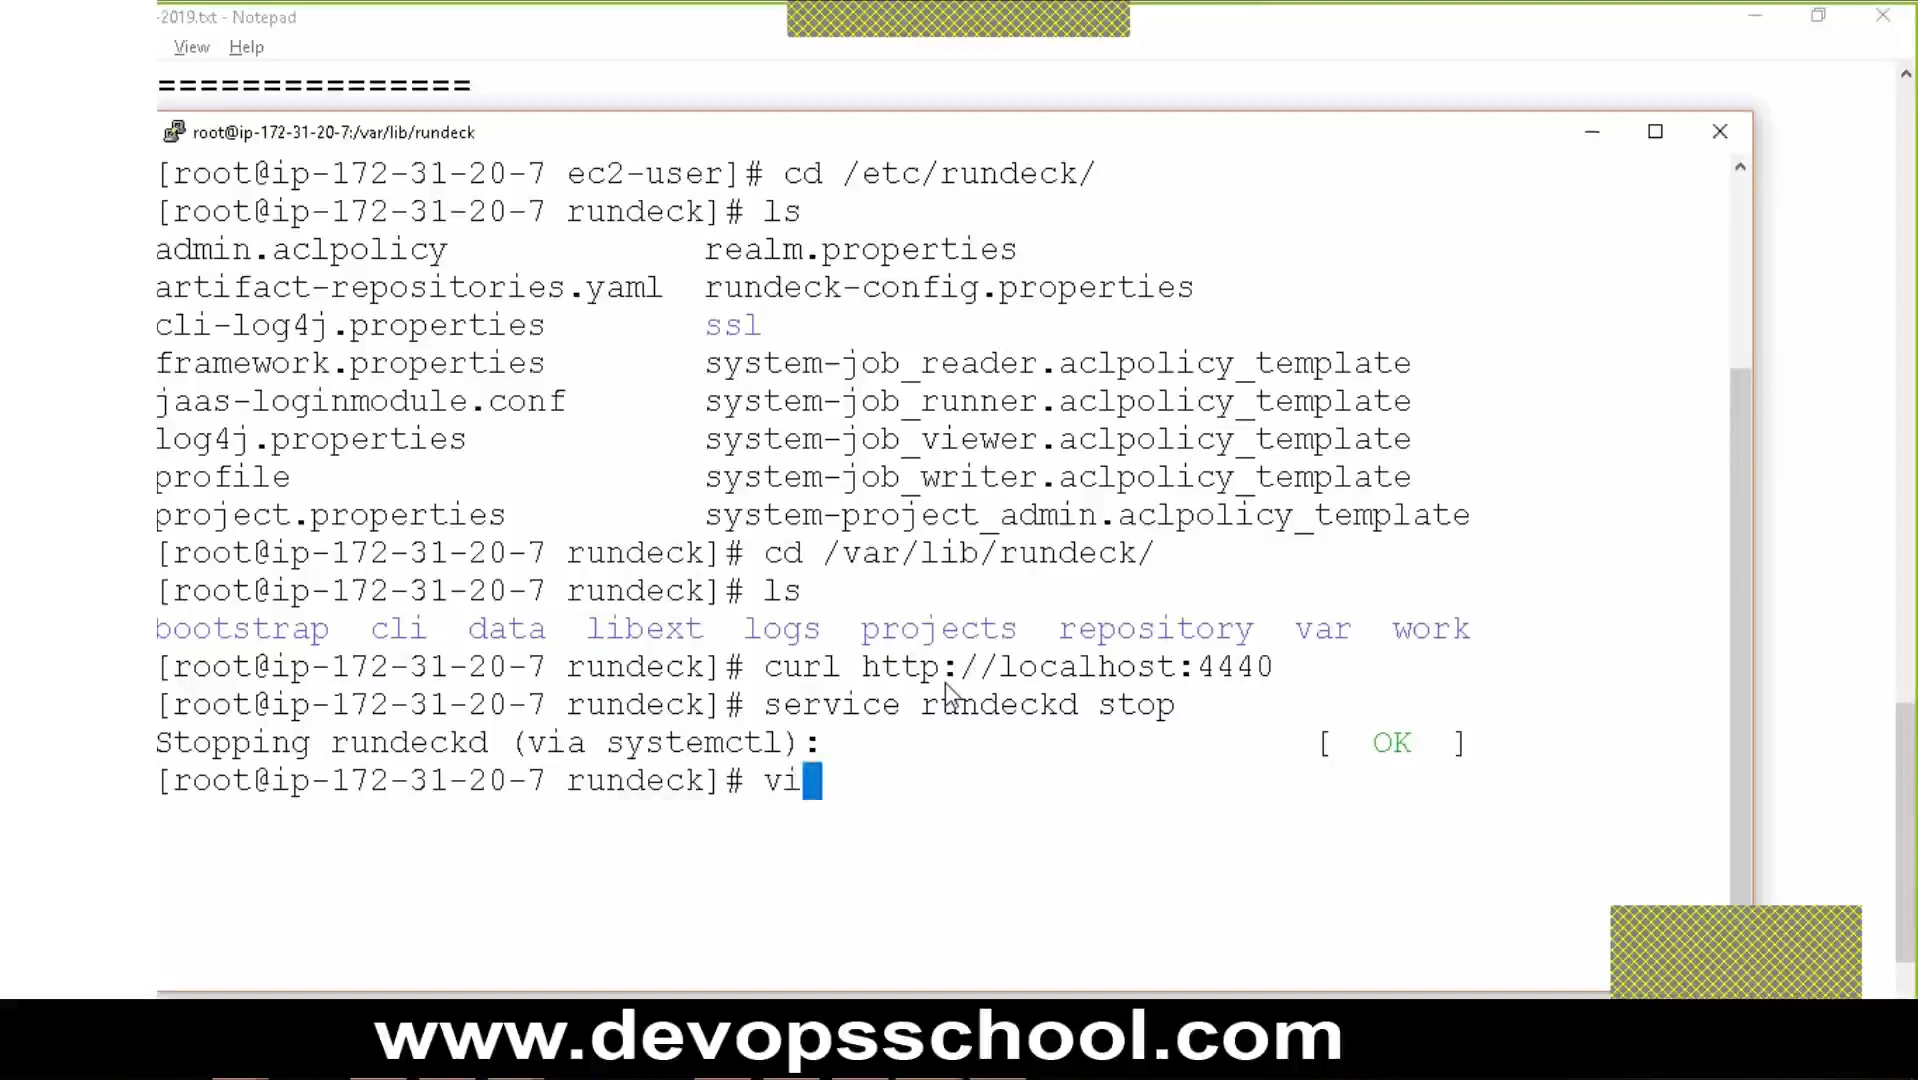 -2019.txt - Notepad
View Help
===============
root@ip-172-31-20-7:/var/lib/rundeck
[root@ip-172-31-20-7 ec2-user]# cd /etc/rundeck/
[root@ip-172-31-20-7 rundeck]# ls
admin.aclpolicy realm.properties
artifact-repositories.yaml rundeck-config.properties
cli-log4j.properties ssl
framework.properties system-job_reader.aclpolicy_template
jaas-loginmodule.conf system-job_runner.aclpolicy_template
log4j.properties system-job_viewer.aclpolicy_template
profile system-job_writer.aclpolicy_template
project.properties system-project_admin.aclpolicy_template
[root@ip-172-31-20-7 rundeck]# cd /var/lib/rundeck/
[root@ip-172-31-20-7 rundeck]# ls
bootstrap cli data libext logs projects repository var work
[root@ip-172-31-20-7 rundeck]# curl http://localhost:4440
[root@ip-172-31-20-7 rundeck]# service rundeckd stop
Stopping rundeckd (via systemctl): [ OK ]
[root@ip-172-31-20-7 rundeck]# vi
www.devopsschool.com